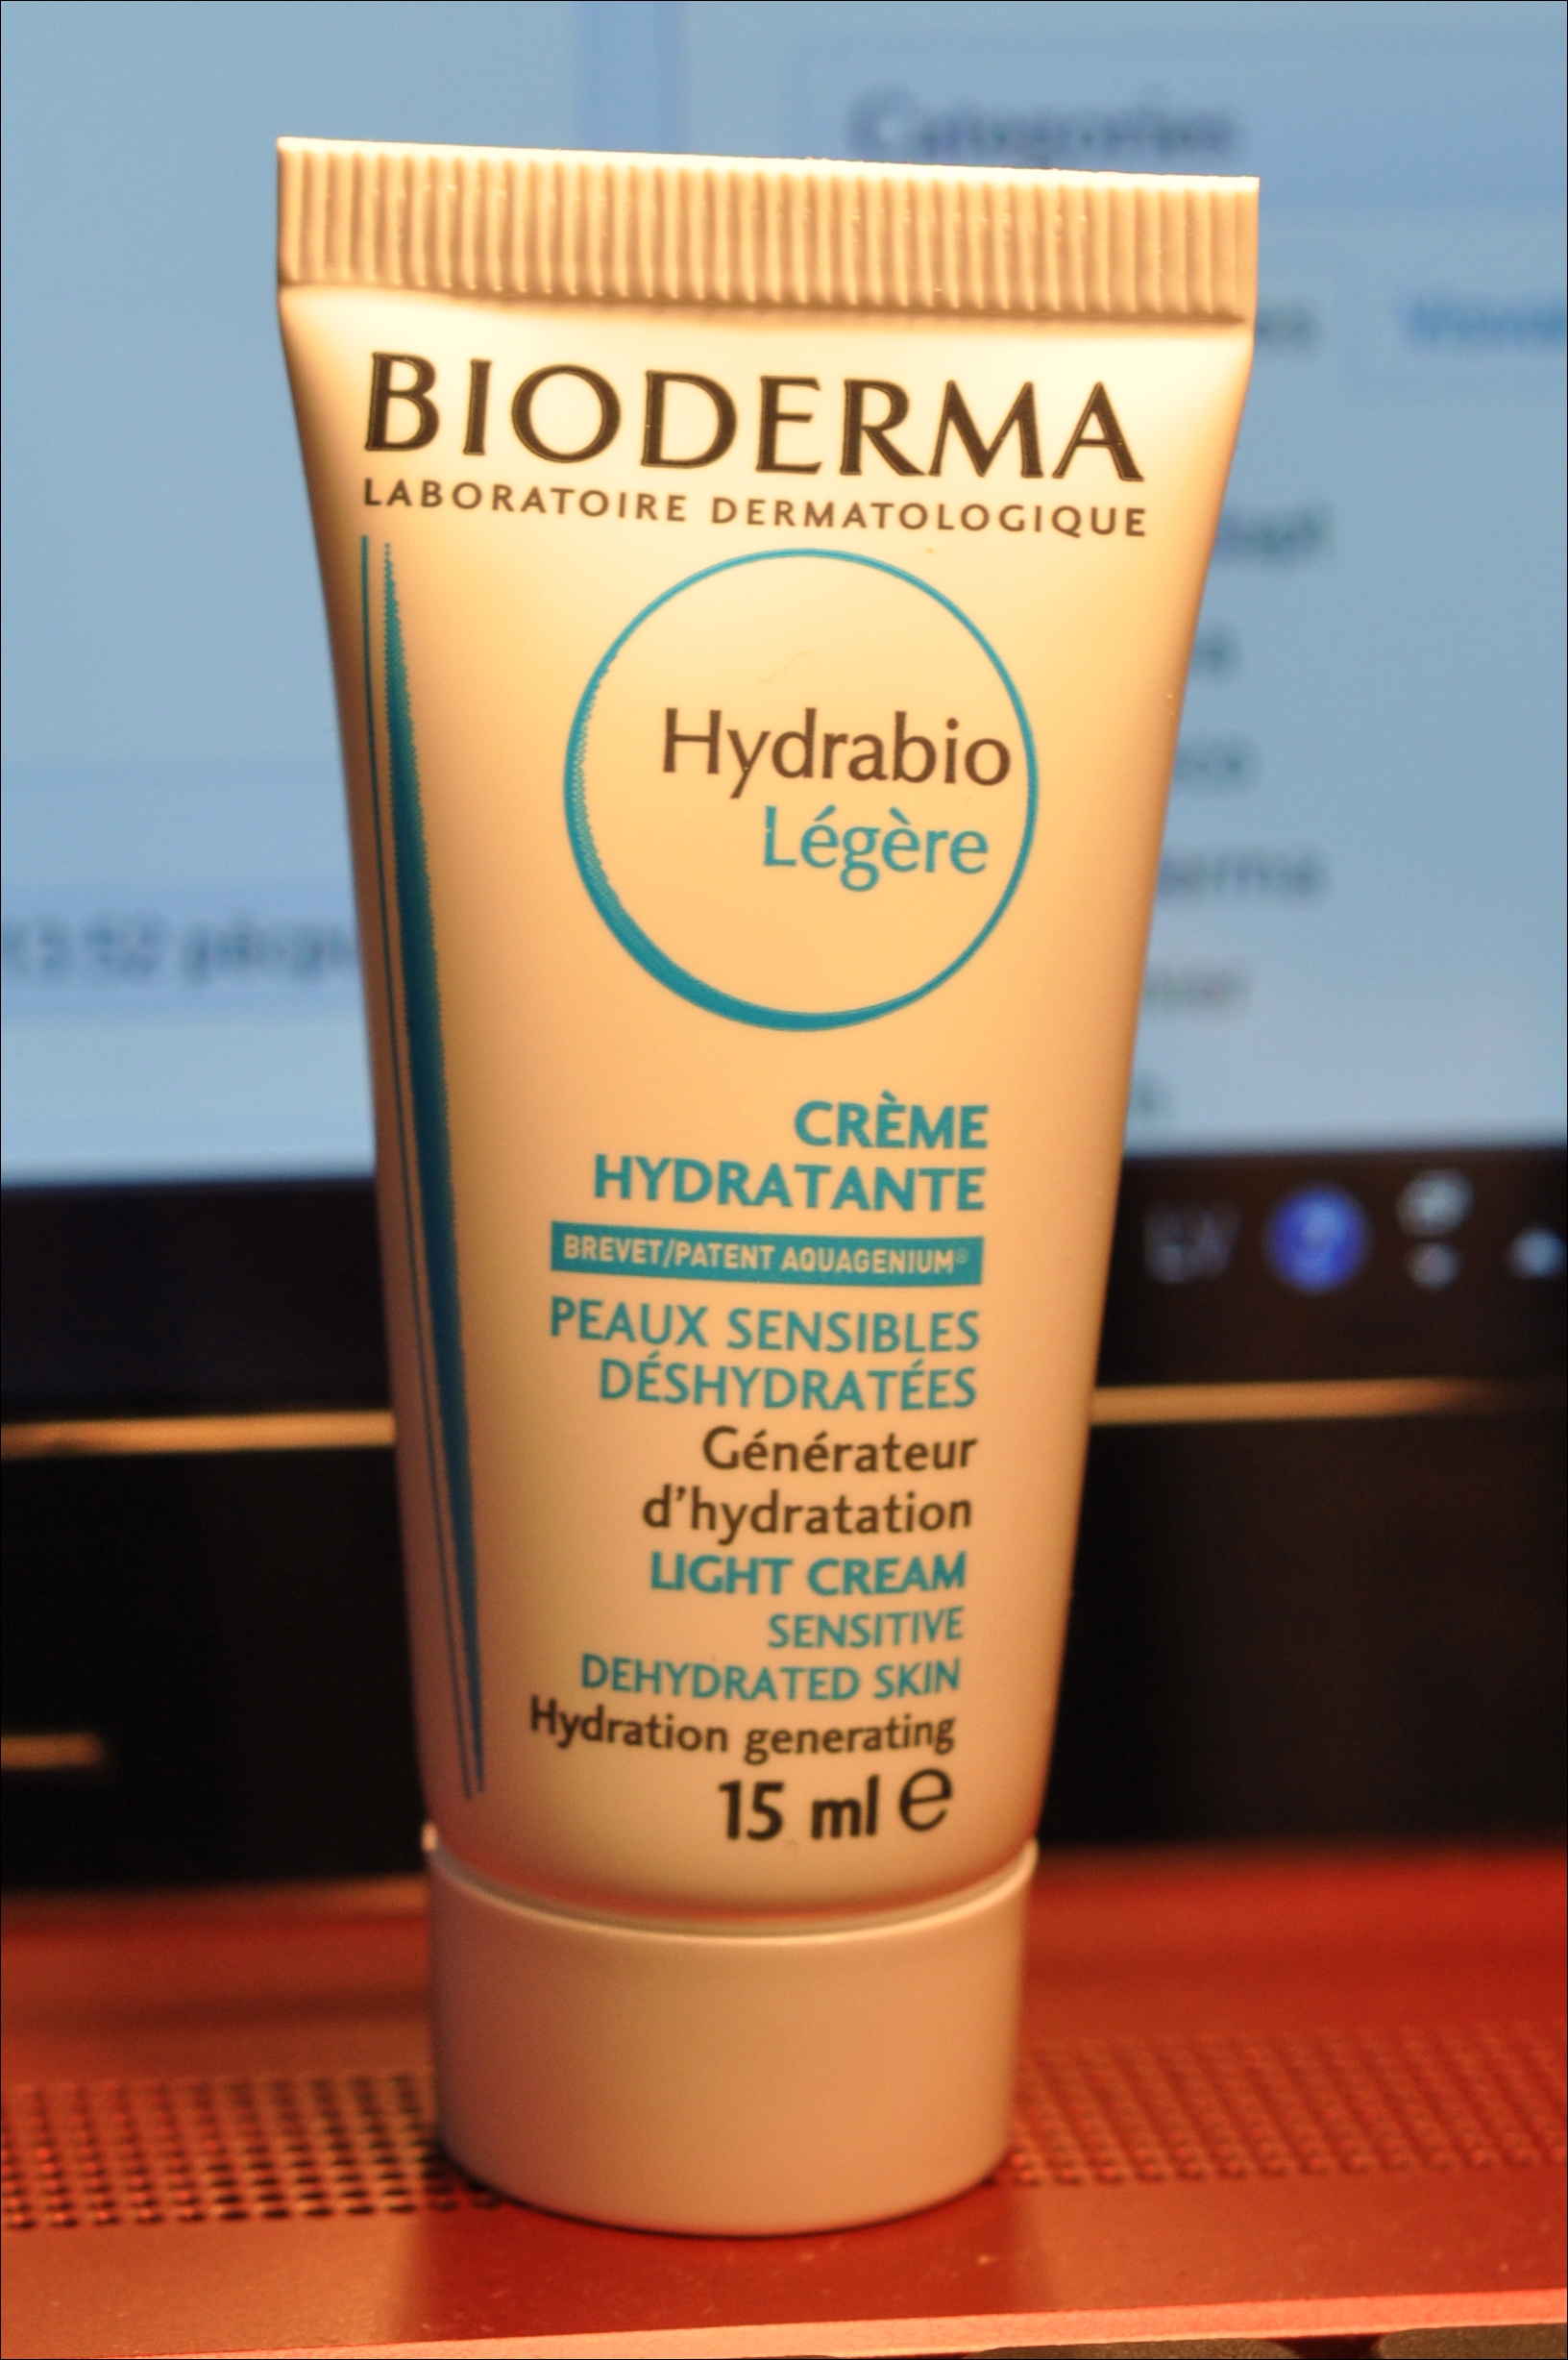 Categories
BIODERMA
LABORATOIRE DERMATOLOGIQUE
Hydrabio
Légère
CRÈME
HYDRATANTE
BREVET/PATENT AQUAGENIUM®
PEAUX SENSIBLES
DÉSHYDRATÉES
Générateur
d'hydratation
LIGHT CREAM
SENSITIVE
DEHYDRATED SKIN
Hydration generating
15 ml e